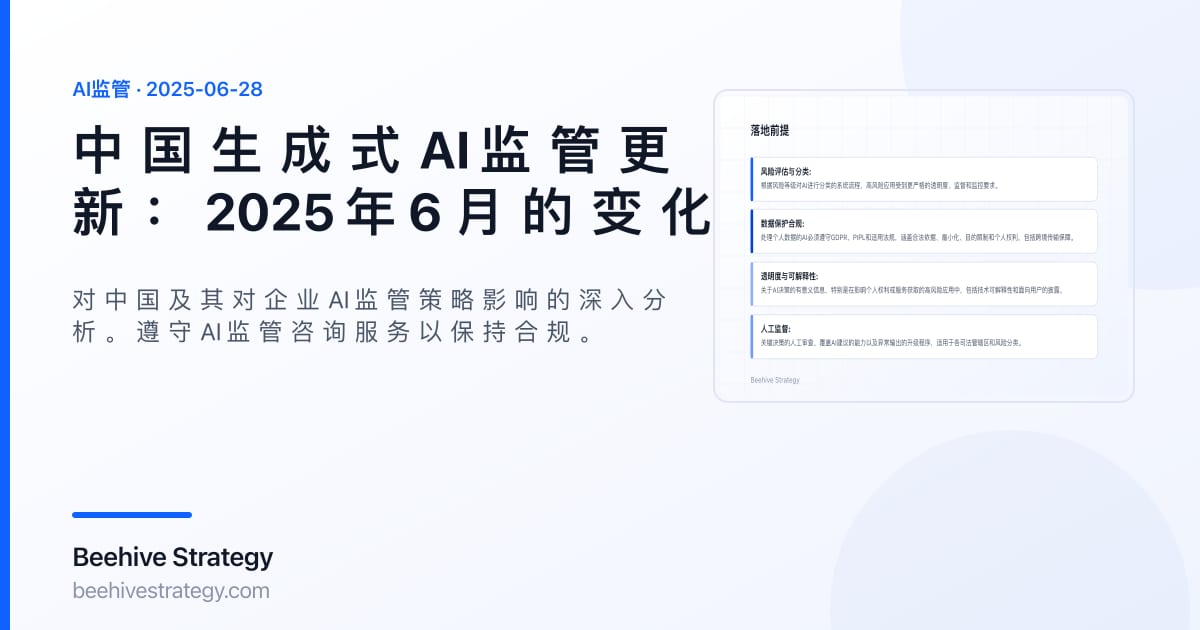 AI监管 · 2025-06-28
中国生成式AI监管更
新：2025年6月的变化
对中国及其对企业AI监管策略影响的深入分
析。遵守AI监管咨询服务以保持合规。
落地前提
风险评估与分类:
根据风险等级对AI进行分类的系统流程，高风险应用受到更严格的透明度、监督和监控要求。
数据保护合规:
处理个人数据的AI必须遵守GDPR、PIPL和适用法规，涵盖合法依据、最小化、目的限制和个人权利，包括跨境传输保障。
透明度与可解释性:
关于AI决策的有意义信息，特别是在影响个人权利或服务获取的高风险应用中，包括技术可解释性和面向用户的披露。
人工监督:
关键决策的人工审查，覆盖AI建议的能力以及异常输出的升级程序，适用于各司法管辖区和风险分类。
Beehive Strategy
Beehive Strategy
beehivestrategy.com